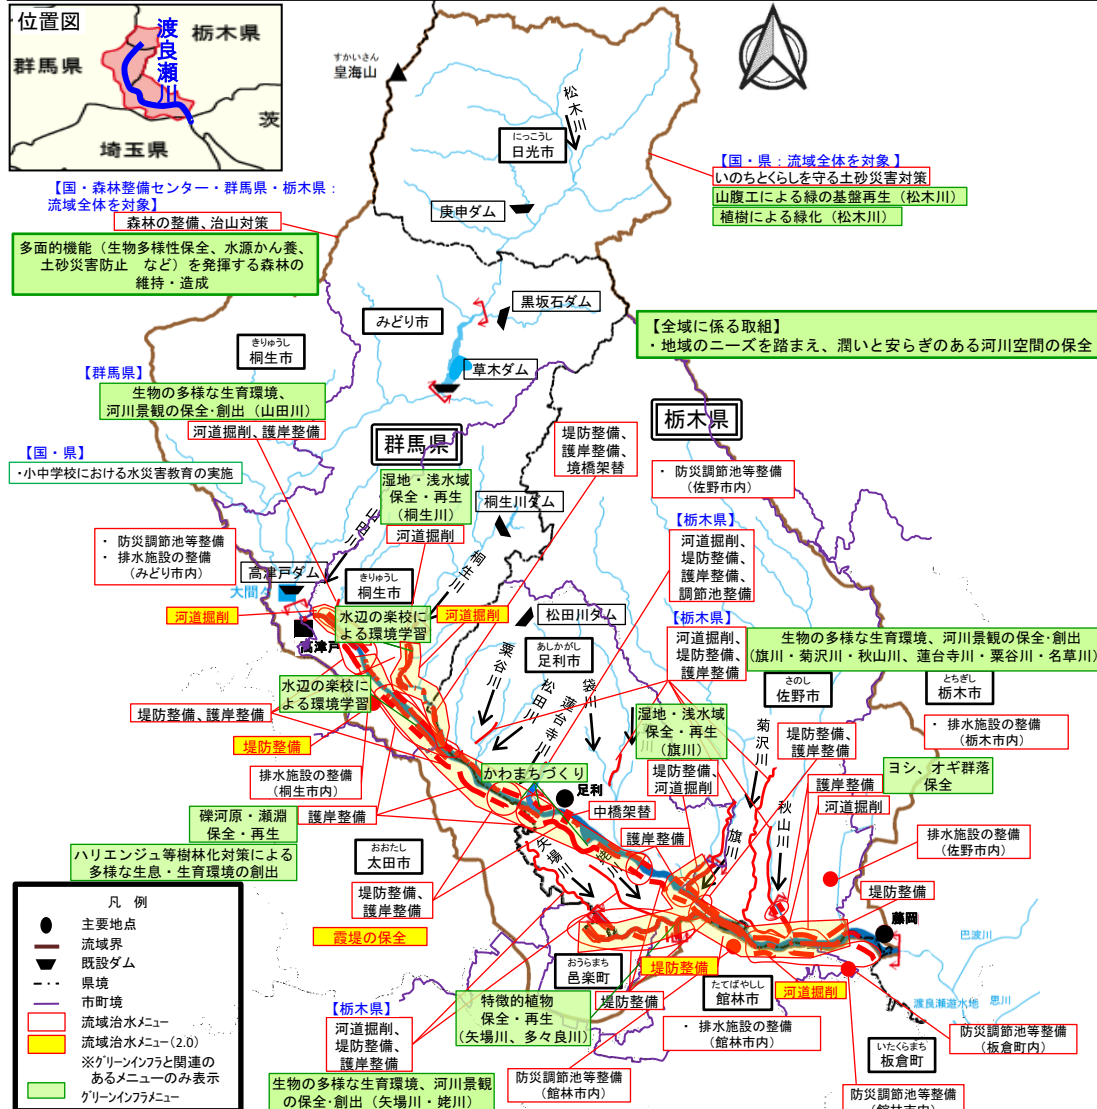 位置図
栃木県
群馬県
渡良瀬川
茨
埼玉県
すかいさん
皇海山
松木川
にっこうし
日光市
【国・県：流域全体を対象 】
いのちとくらしを守る土砂災害対策
山腹工による緑の基盤再生（松木川）
植樹による緑化（松木川）
【国・森林整備センター・群馬県・栃木県：
流域全体を対象】
森林の整備、治山対策
多面的機能（生物多様性保全、水源かん養、
土砂災害防止　など）を発揮する森林の
維持・造成
庚申ダム
黒坂石ダム
みどり市
草木ダム
【全域に係る取組】
・地域のニーズを踏まえ、潤いと安らぎのある河川空間の保全
きりゅうし
桐生市
【群馬県】
生物の多様な生育環境、
河川景観の保全・創出（山田川）
河道掘削、護岸整備
【国・県】
・小中学校における水災害教育の実施
群馬県
栃木県
堤防整備、
護岸整備、
境橋架替
・ 防災調節池等整備
（佐野市内）
湿地・浅水域
保全・再生
（桐生川）
河道掘削
桐生川ダム
山田川
桐生川
・ 防災調節池等整備
・ 排水施設の整備
（みどり市内）
高津戸ダム
大間々
きりゅうし
桐生市
【栃木県】
河道掘削、
堤防整備、
護岸整備、
調節池整備
河道掘削
水辺の楽校に
よる環境学習
河道掘削
松田川ダム
高津戸
あしかがし
足利市
【栃木県】
河道掘削、
堤防整備、
護岸整備
生物の多様な生育環境、河川景観の保全・創出
（旗川・菊沢川・秋山川、蓮台寺川・粟谷川・名草川）
粟谷川
松田川
蓮台寺川
袋川
さのし
佐野市
とちぎし
栃木市
水辺の楽校に
よる環境学習
堤防整備、護岸整備
堤防整備
湿地・浅水域
保全・再生
（旗川）
堤防整備、
河道掘削
菊沢川
堤防整備、
護岸整備
・ 排水施設の整備
（栃木市内）
排水施設の整備
（桐生市内）
かわまちづくり
足利
中橋架替
護岸整備
河道掘削
ヨシ、オギ群落
保全
礫河原・瀬淵
保全・再生
護岸整備
護岸整備
旗川
秋山川
排水施設の整備
（佐野市内）
ハリエンジュ等樹林化対策による
多様な生息・生育環境の創出
おおたし
太田市
矢場川
姥川
堤防整備、
護岸整備
堤防整備
藤岡
霞堤の保全
巴波川
おうらまち
邑楽町
堤防整備
たてばやしし
館林市
河道掘削
渡良瀬遊水地
思川
【栃木県】
河道掘削、
堤防整備、
護岸整備
特徴的植物
保全・再生
（矢場川、多々良川）
堤防整備
・ 排水施設の整備
（館林市内）
防災調節池等整備
（板倉町内）
いたくらまち
板倉町
生物の多様な生育環境、河川景観
の保全・創出（矢場川・姥川）
防災調節池等整備
（館林市内）
防災調節池等整備
（館林市内）
凡　例
主要地点
流域界
既設ダム
県境
市町境
流域治水メニュー
流域治水メニュー（2.0）
※グリーンインフラと関連の
あるメニューのみ表示
グリーンインフラメニュー